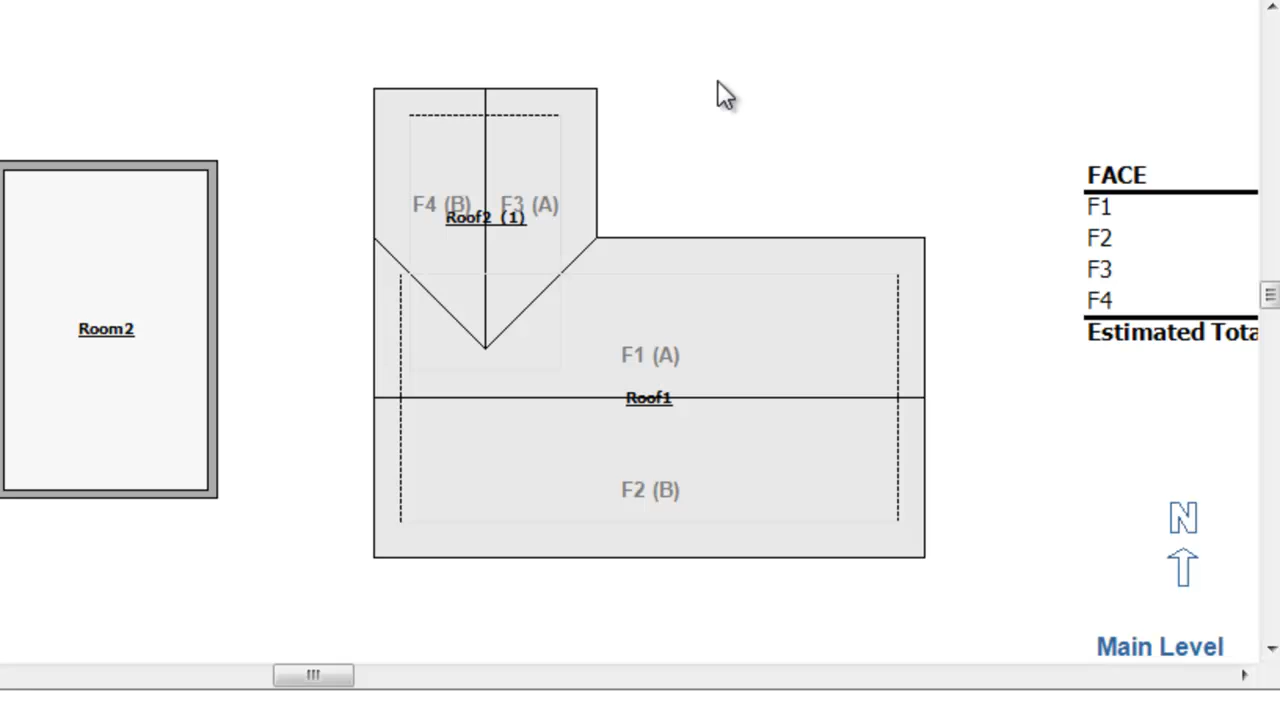 F4 (B)
F3 (A)
Roof2 (1)
Room2
F1 (A)
Roof1
F2 (B)
FACE
F1
F2
F3
F4
Estimated Tota
N
Main Level